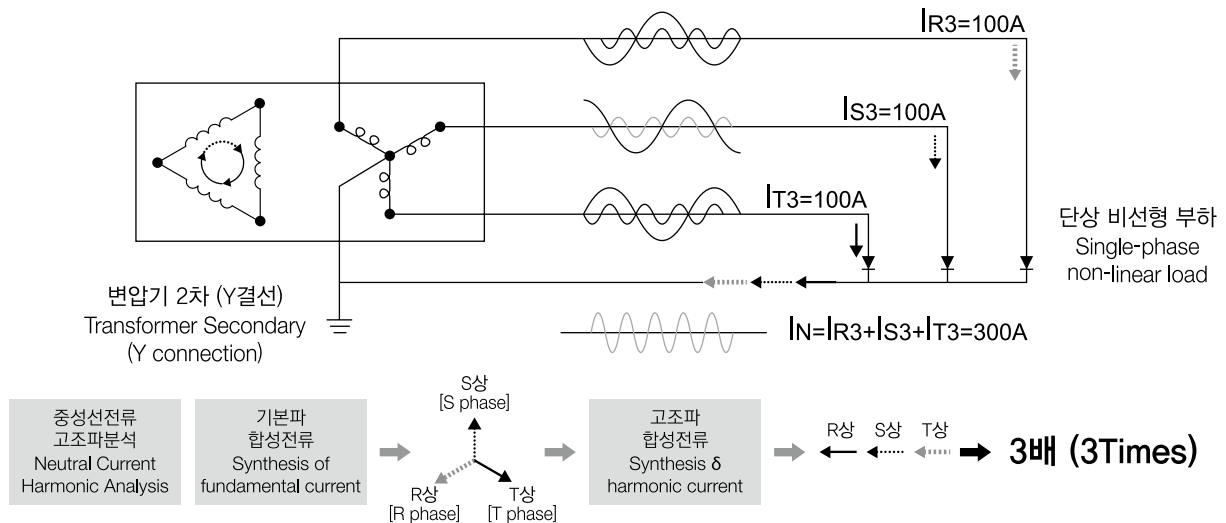 IR3=100A
IS3=100A
IT3=100A
단상 비선형 부하
Single-phase
non-linear load
변압기 2차 (Y결선)
Transformer Secondary
(Y connection)
IN=IR3+IS3+IT3=300A
중성선전류
고조파분석
Neutral Current
Harmonic Analysis
기본파
합성전류
Synthesis of
fundamental current
S상
[S phase]
R상
[R phase]
T상
[T phase]
고조파
합성전류
Synthesis δ
harmonic current
R상
S상
T상
3배 (3Times)